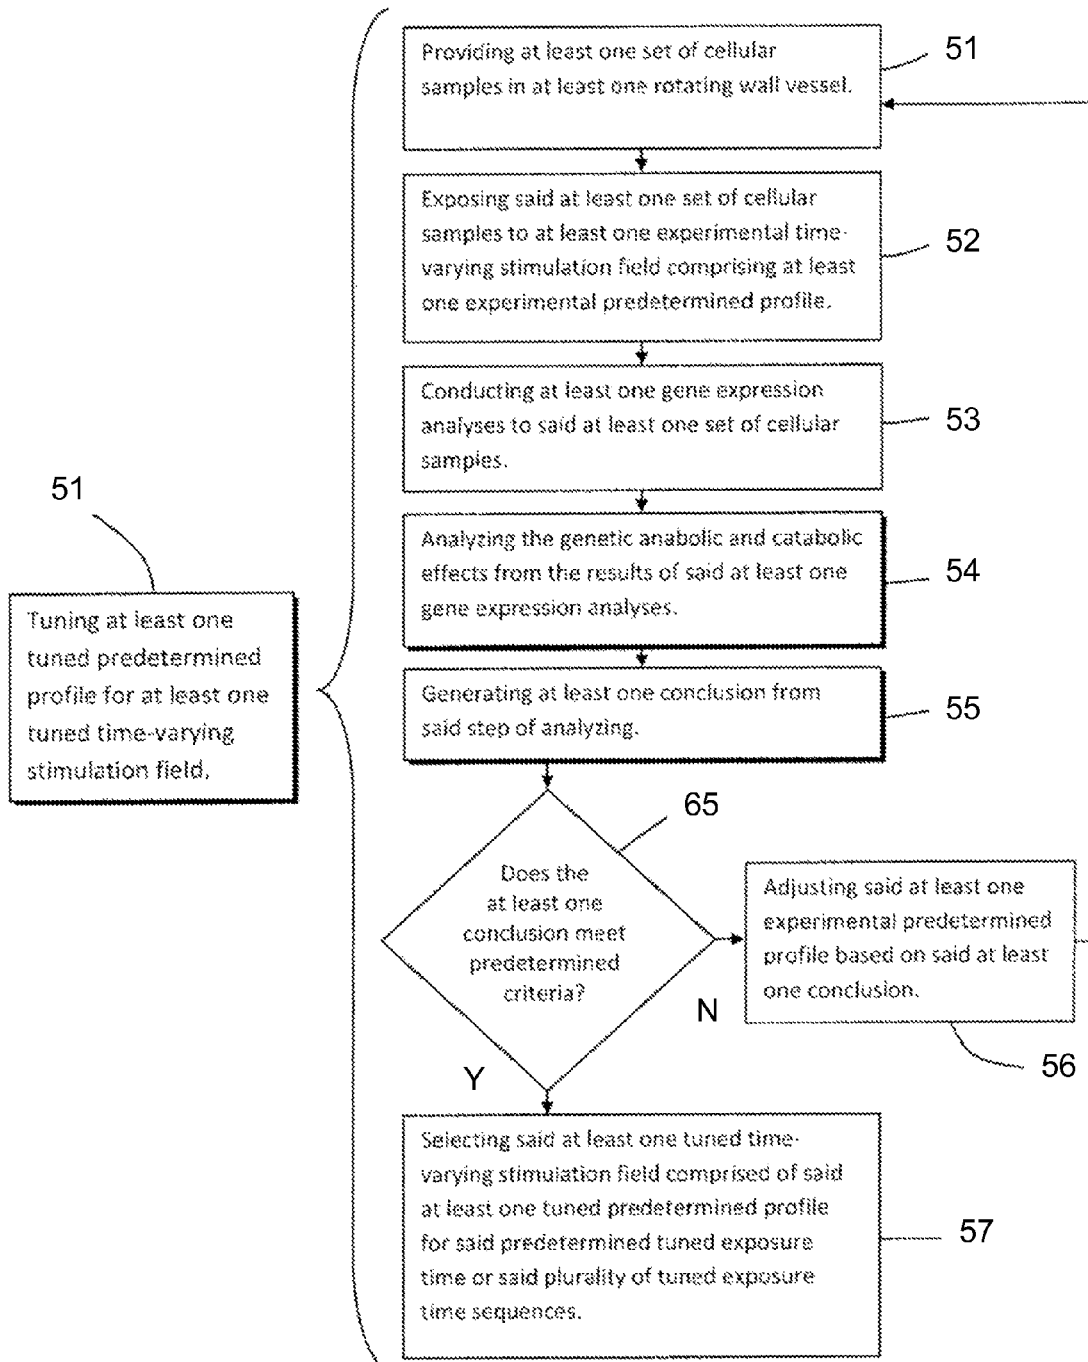 51
Tuning at least one
tuned predetermined
profile for at least one
tuned time-varying
stimulation field.
Providing at least one set of cellular
samples in at least one rotating wall vessel.
51
Exposing said at least one set of cellular
samples to at least one experimental time-
varying stimulation field comprising at least
one experimental predetermined profile.
52
Conducting at least one gene expression
analyses to said at least one set of cellular
samples.
53
Analyzing the genetic anabolic and catabolic
effects from the results of said at least one
gene expression analyses.
54
Generating at least one conclusion from
said step of analyzing.
55
65
Does the
at least one
conclusion meet
predetermined
criteria?
N
Y
Adjusting said at least one
experimental predetermined
profile based on said at least
one conclusion.
56
Selecting said at least one tuned time-
varying stimulation field comprised of said
at least one tuned predetermined profile
for said predetermined tuned exposure
time or said plurality of tuned exposure
time sequences.
57